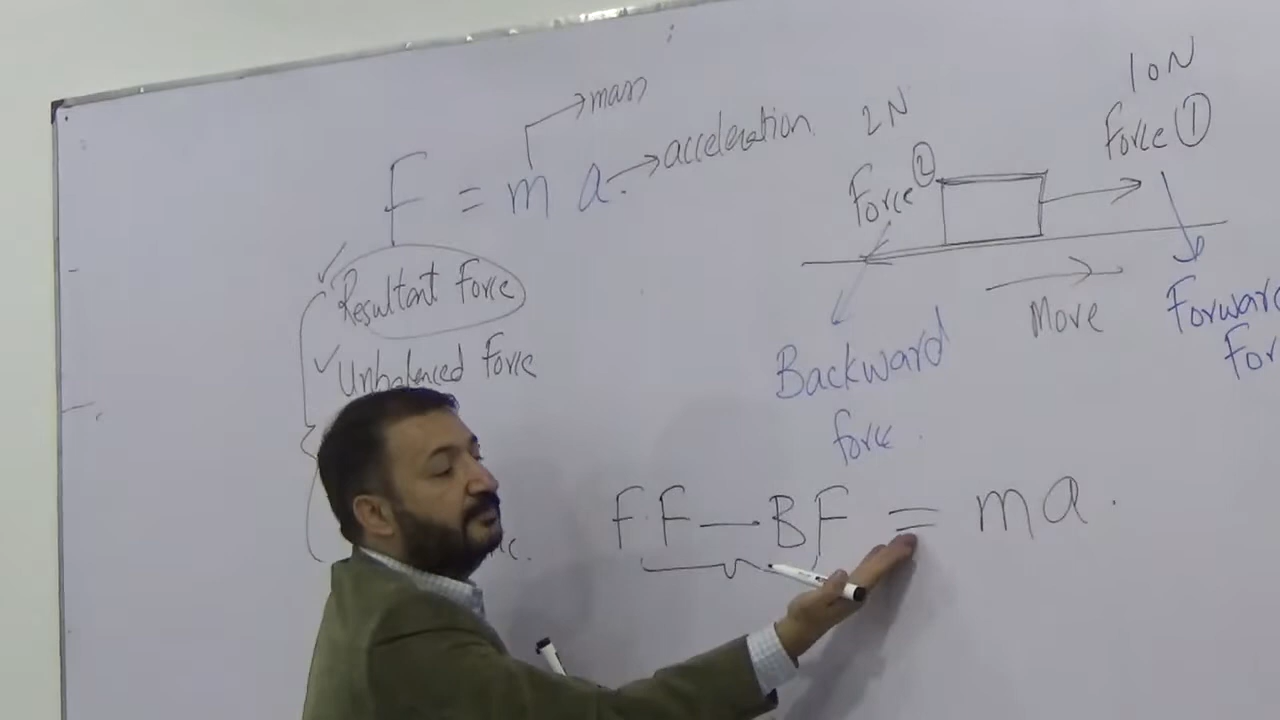 mass
F = m a. acceleration
Resultant Force
Unbalanced Force
2N
Force ②
10N
Force ①
Move
Backward
force.
Forwar
For
FF — BF = ma.